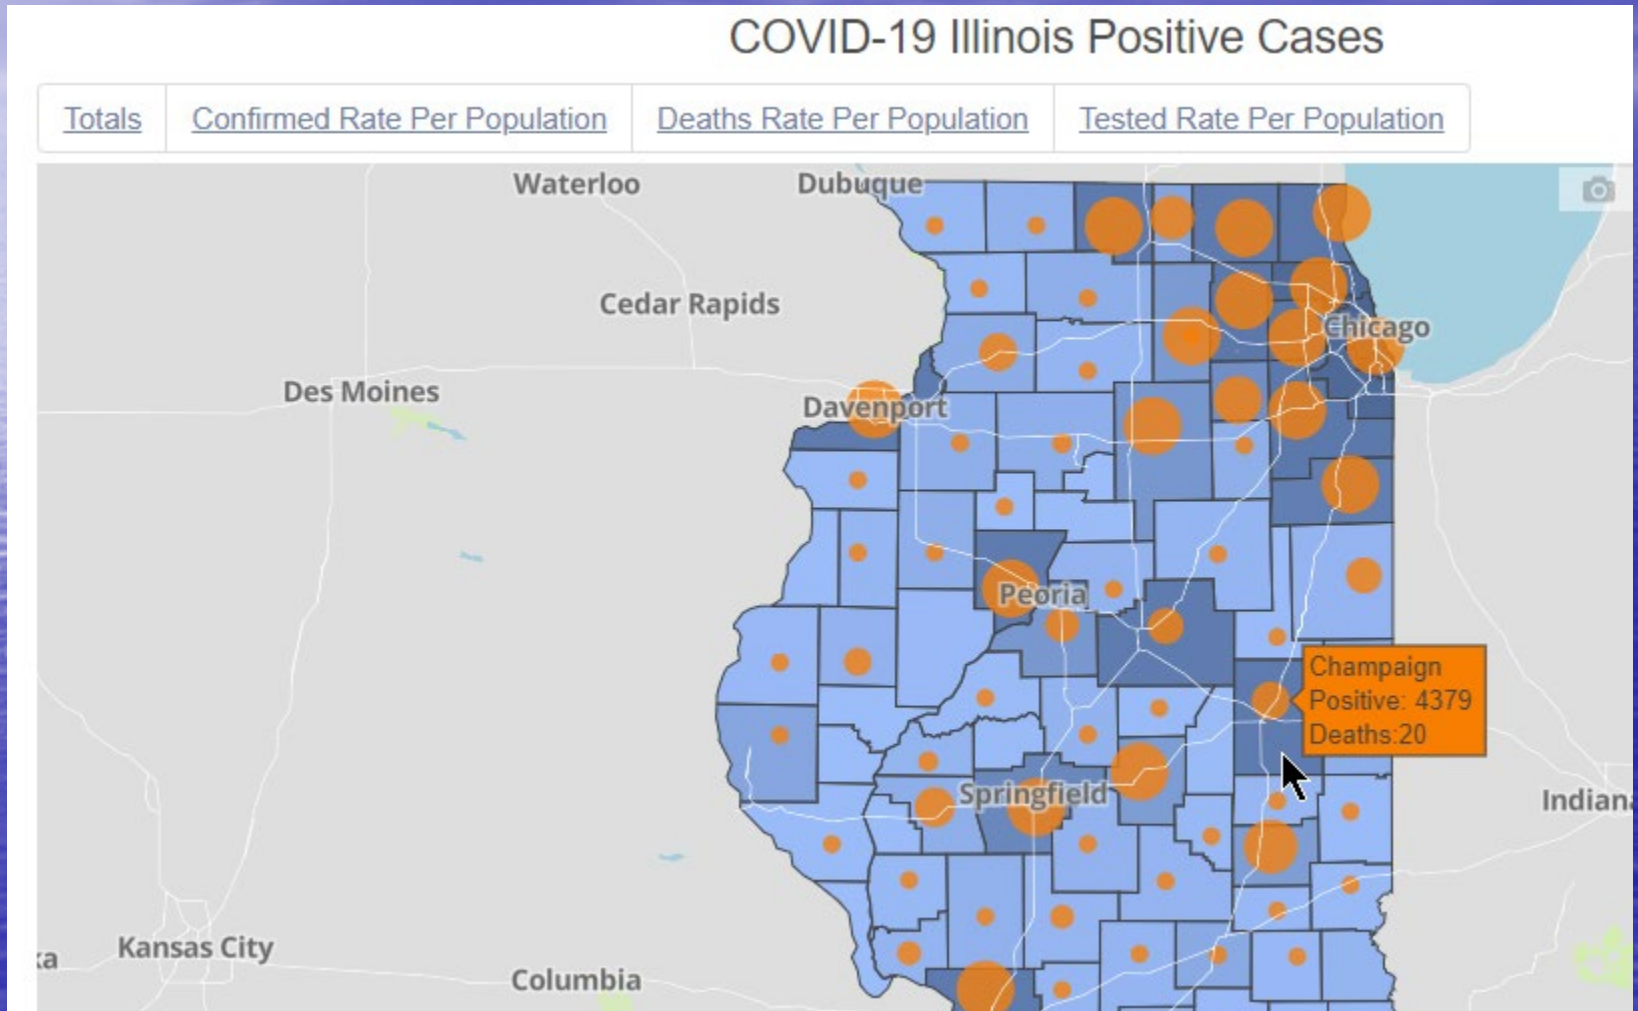 COVID-19 Illinois Positive Cases
Totals
Confirmed Rate Per Population
Deaths Rate Per Population
Tested Rate Per Population
Waterloo
Dubuque
Cedar Rapids
Chicago
Des Moines
Davenport
Peoria
Champaign
Positive: 4379
Deaths:20
Springfield
Indiana
Kansas City
ka
Columbia